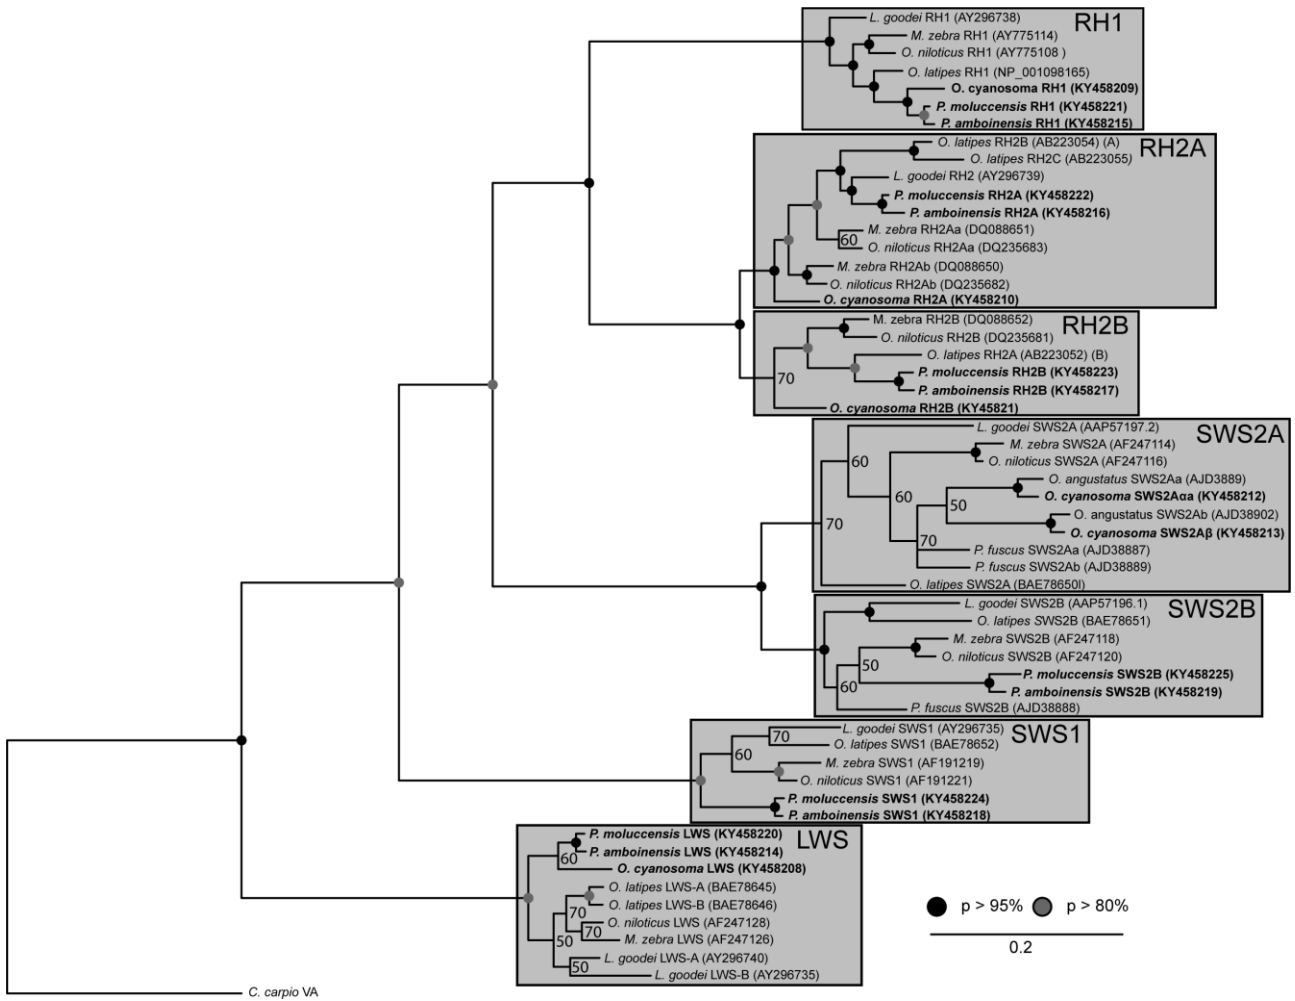 RH1
L. goodei RH1 (AY296738)
M. zebra RH1 (AY775114)
O. niloticus RH1 (AY775108 )
O. latipes RH1 (NP_001098165)
O. cyanosoma RH1 (KY458209)
P. moluccensis RH1 (KY458221)
P. amboinensis RH1 (KY458215)
RH2A
O. latipes RH2B (AB223054) (A)
O. latipes RH2C (AB223055)
L. goodei RH2 (AY296739)
P. moluccensis RH2A (KY458222)
P. amboinensis RH2A (KY458216)
M. zebra RH2Aa (DQ088651)
60
O. niloticus RH2Aa (DQ235683)
M. zebra RH2Ab (DQ088650)
O. niloticus RH2Ab (DQ235682)
O. cyanosoma RH2A (KY458210)
RH2B
M. zebra RH2B (DQ088652)
O. niloticus RH2B (DQ235681)
O. latipes RH2A (AB223052) (B)
P. moluccensis RH2B (KY458223)
70
P. amboinensis RH2B (KY458217)
O. cyanosoma RH2B (KY45821)
SWS2A
L. goodei SWS2A (AAP57197.2)
M. zebra SWS2A (AF247114)
60
O. niloticus SWS2A (AF247116)
O. angustatus SWS2Aa (AJD3889)
60
O. cyanosoma SWS2Aαa (KY458212)
50
O. angustatus SWS2Ab (AJD38902)
70
O. cyanosoma SWS2Aβ (KY458213)
70
P. fuscus SWS2Aa (AJD38887)
P. fuscus SWS2Ab (AJD38889)
O. latipes SWS2A (BAE78650l)
SWS2B
L. goodei SWS2B (AAP57196.1)
O. latipes SWS2B (BAE78651)
M. zebra SWS2B (AF247118)
O. niloticus SWS2B (AF247120)
50
P. moluccensis SWS2B (KY458225)
60
P. amboinensis SWS2B (KY458219)
P. fuscus SWS2B (AJD38888)
SWS1
L. goodei SWS1 (AY296735)
70
O. latipes SWS1 (BAE78652)
60
M. zebra SWS1 (AF191219)
O. niloticus SWS1 (AF191221)
P. moluccensis SWS1 (KY458224)
P. amboinensis SWS1 (KY458218)
LWS
P. moluccensis LWS (KY458220)
P. amboinensis LWS (KY458214)
60
O. cyanosoma LWS (KY458208)
O. latipes LWS-A (BAE78645)
O. latipes LWS-B (BAE78646)
70
O. niloticus LWS (AF247128)
70
M. zebra LWS (AF247126)
50
L. goodei LWS-A (AY296740)
50
L. goodei LWS-B (AY296735)
C. carpio VA
p > 95%
p > 80%
0.2